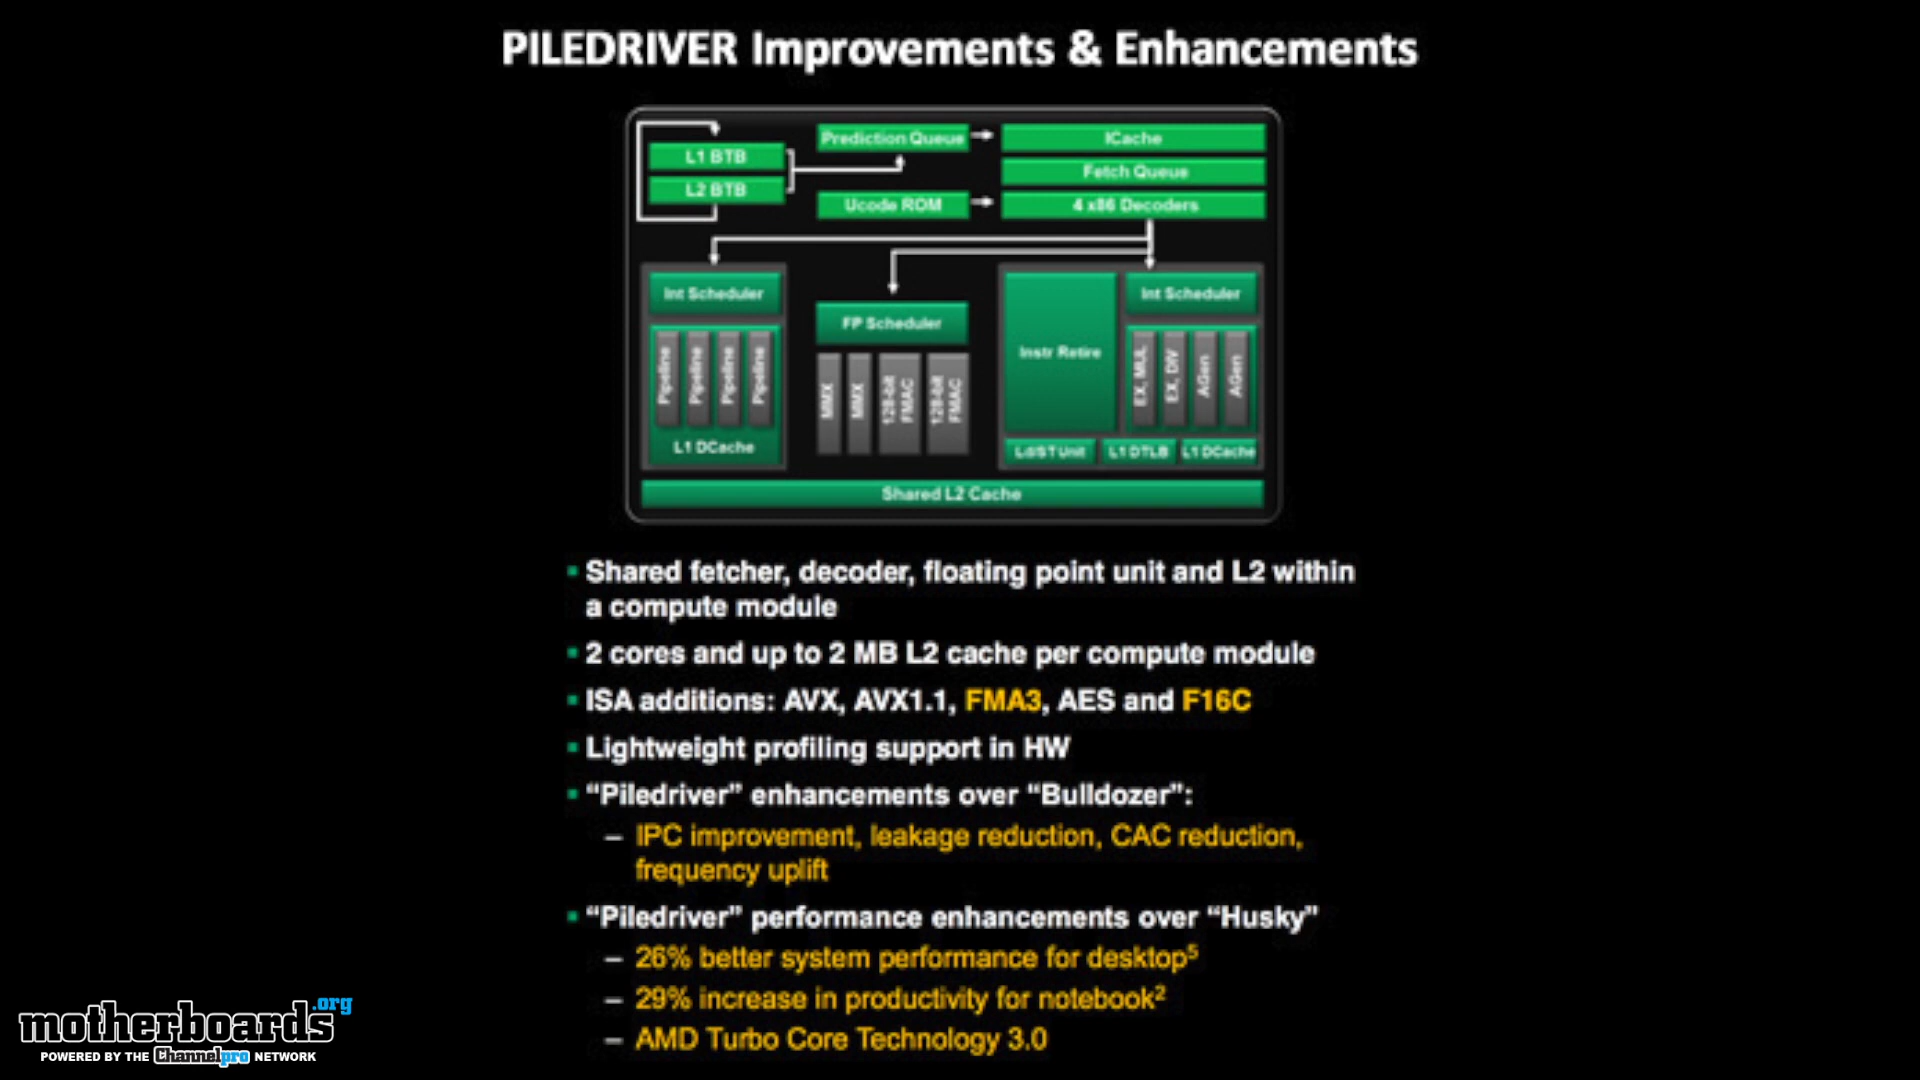 PILEDRIVER Improvements & Enhancements
L1 BTB
L2 BTB
Prediction Queue
Ucode ROM
ICache
Fetch Queue
4 x86 Decoders
Int Scheduler
Pipeline
Pipeline
Pipeline
Pipeline
L1 DCache
FP Scheduler
MMX
MMX
128-bit
FMAC
128-bit
FMAC
Instr Retire
Int Scheduler
EX, MUL
EX, DIV
AGen
AGen
Ld/ST Unit
L1 DTLB
L1 DCache
Shared L2 Cache
▪ Shared fetcher, decoder, floating point unit and L2 within
a compute module
▪ 2 cores and up to 2 MB L2 cache per compute module
▪ ISA additions: AVX, AVX1.1, FMA3, AES and F16C
▪ Lightweight profiling support in HW
▪ “Piledriver” enhancements over “Bulldozer”:
– IPC improvement, leakage reduction, CAC reduction,
frequency uplift
▪ “Piledriver” performance enhancements over “Husky”
– 26% better system performance for desktop⁵
– 29% increase in productivity for notebook²
– AMD Turbo Core Technology 3.0
motherboards.org
POWERED BY THE Channelpro NETWORK